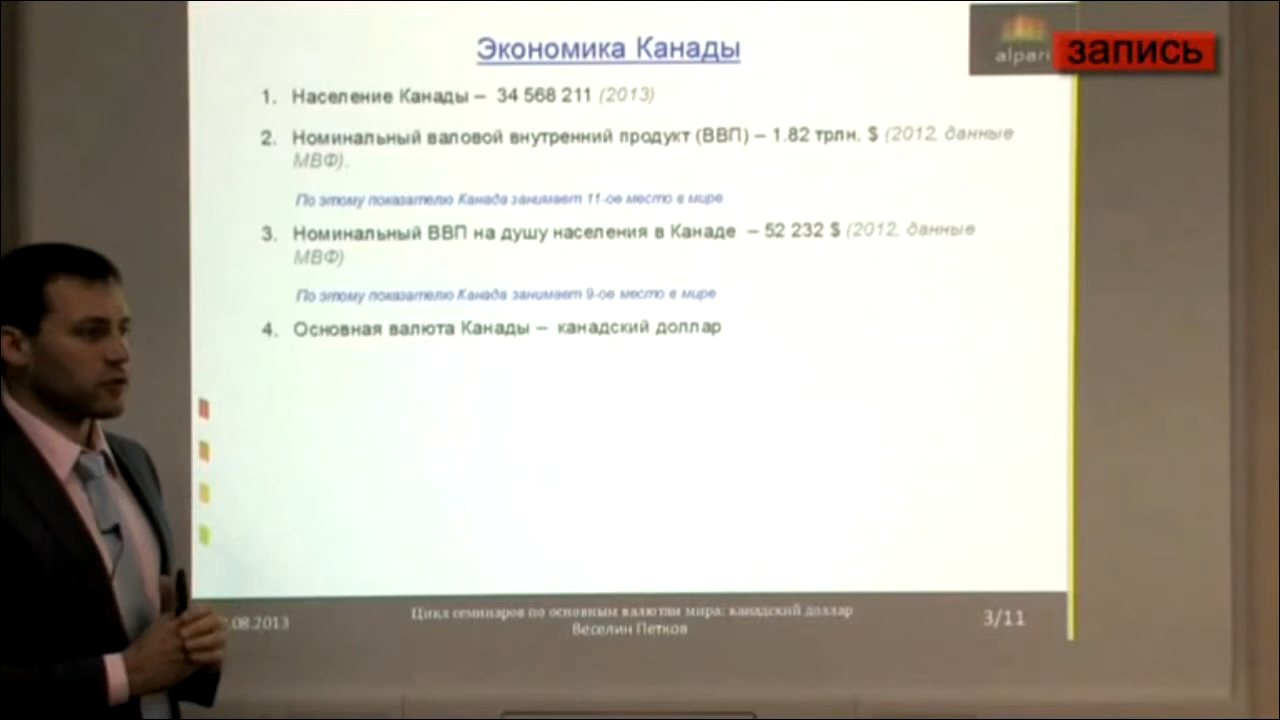 Экономика Канады
alpari
запись
1. Население Канады – 34 568 211 (2013)
2. Номинальный валовой внутренний продукт (ВВП) – 1.82 трлн. $ (2012, данные
МВФ).
По этому показателю Канада занимает 11-ое место в мире
3. Номинальный ВВП на душу населения в Канаде – 52 232 $ (2012, данные
МВФ)
По этому показателю Канада занимает 9-ое место в мире
4. Основная валюта Канады – канадский доллар
.08.2013
Цикл семинаров по основным валютам мира: канадский доллар
Веселин Петков
3/11